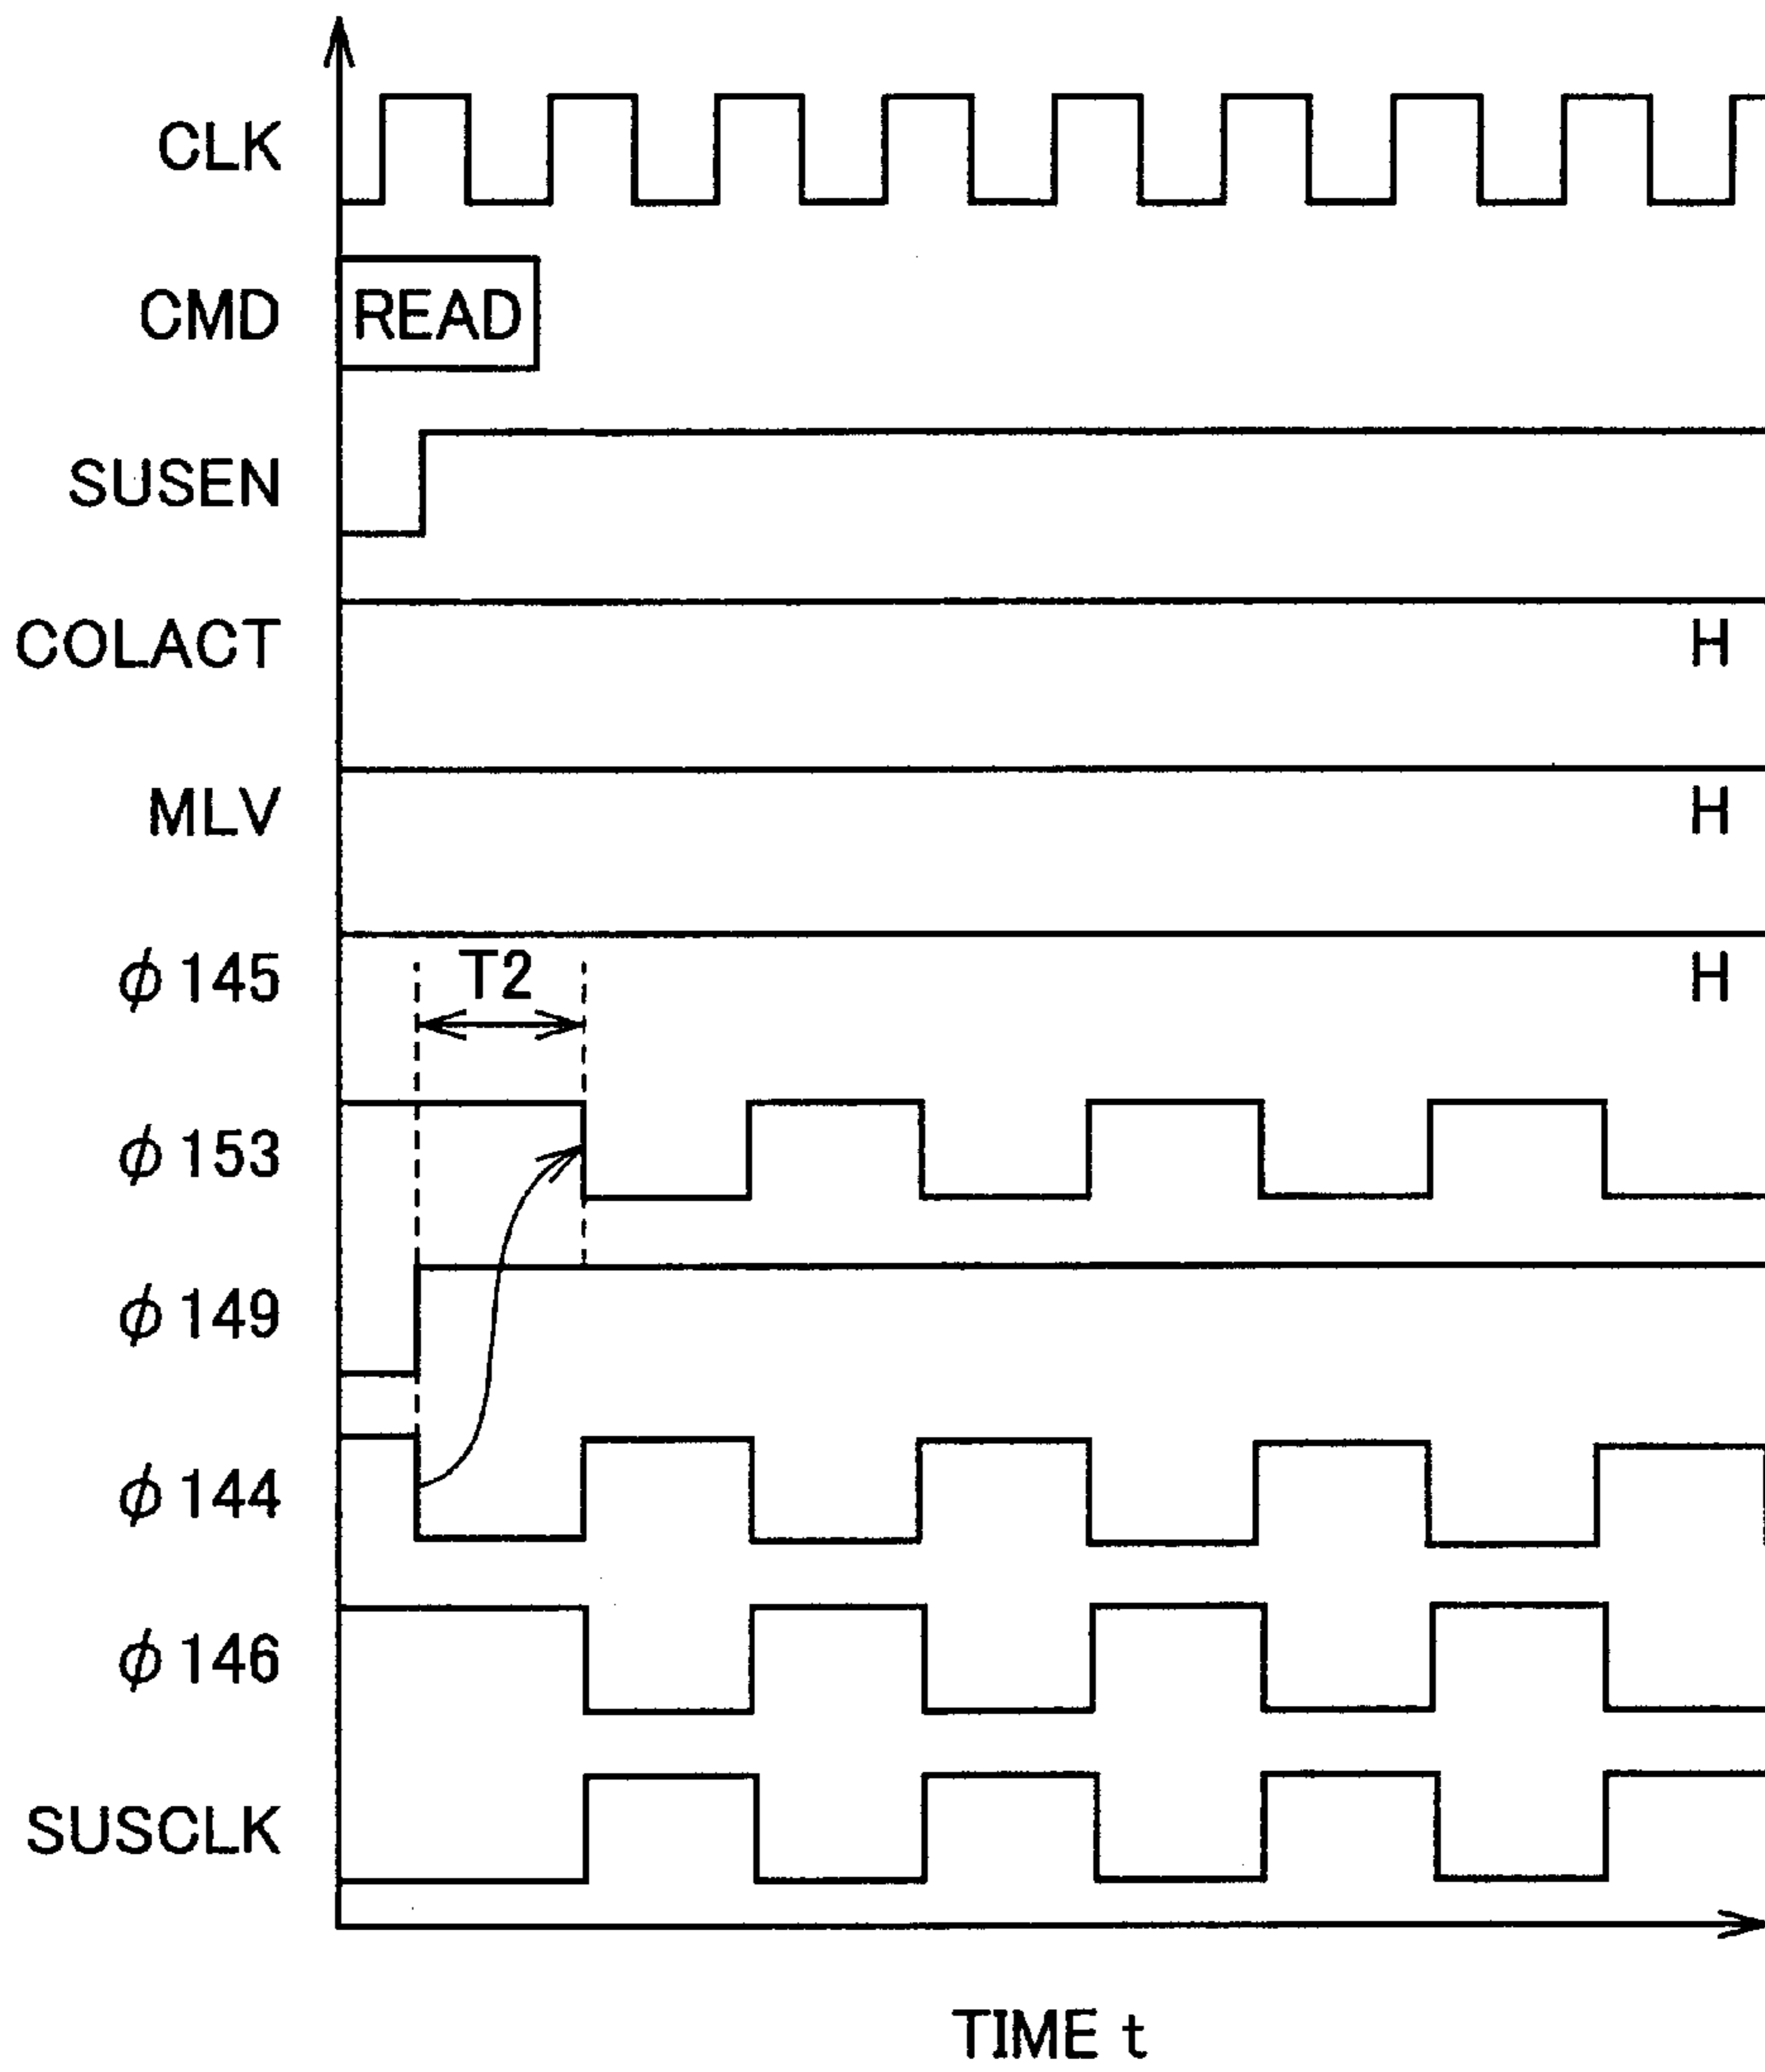 CLK
CMD READ
SUSEN
COLACT H
MLV H
φ145 T2 H
φ153
φ149
φ144
φ146
SUSCLK
TIME t